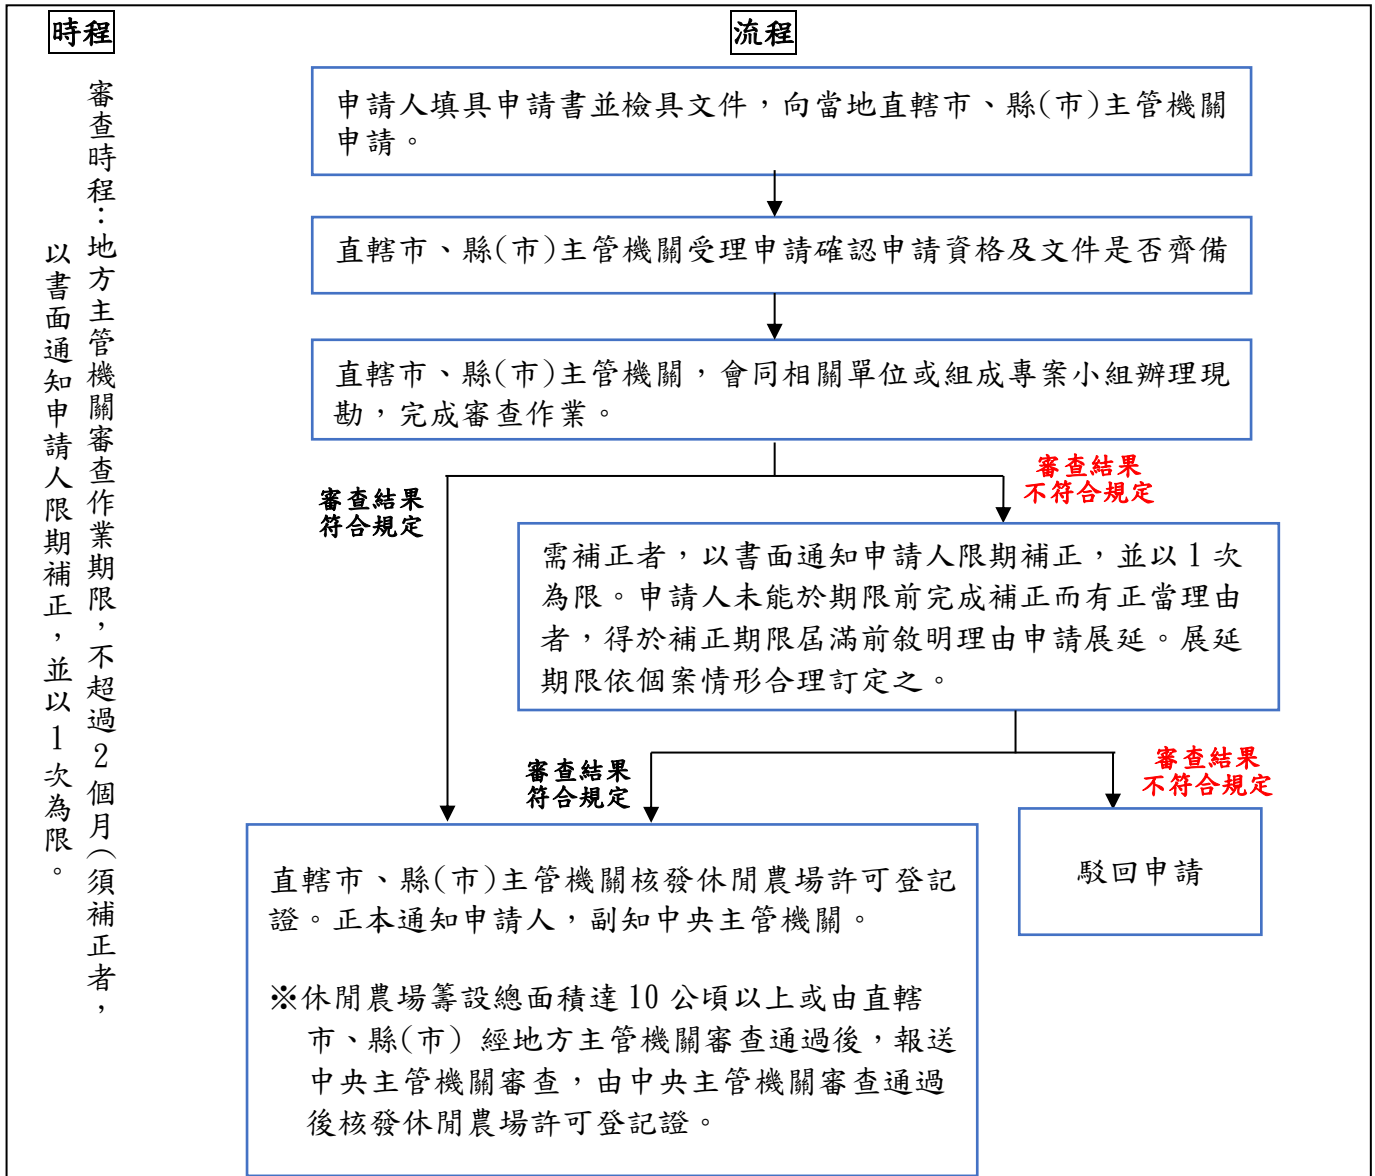 時程
審查時程：地方主管機關審查作業期限，不超過2個月（須補正者，
以書面通知申請人限期補正，並以1次為限。
流程
申請人填具申請書並檢具文件，向當地直轄市、縣(市)主管機關
申請。
直轄市、縣(市)主管機關受理申請確認申請資格及文件是否齊備
直轄市、縣(市)主管機關，會同相關單位或組成專案小組辦理現
勘，完成審查作業。
審查結果
符合規定
審查結果
不符合規定
需補正者，以書面通知申請人限期補正，並以1次
為限。申請人未能於期限前完成補正而有正當理由
者，得於補正期限屆滿前敘明理由申請展延。展延
期限依個案情形合理訂定之。
審查結果
符合規定
審查結果
不符合規定
直轄市、縣(市)主管機關核發休閒農場許可登記
證。正本通知申請人，副知中央主管機關。
※休閒農場籌設總面積達10公頃以上或由直轄
市、縣(市) 經地方主管機關審查通過後，報送
中央主管機關審查，由中央主管機關審查通過
後核發休閒農場許可登記證。
駁回申請